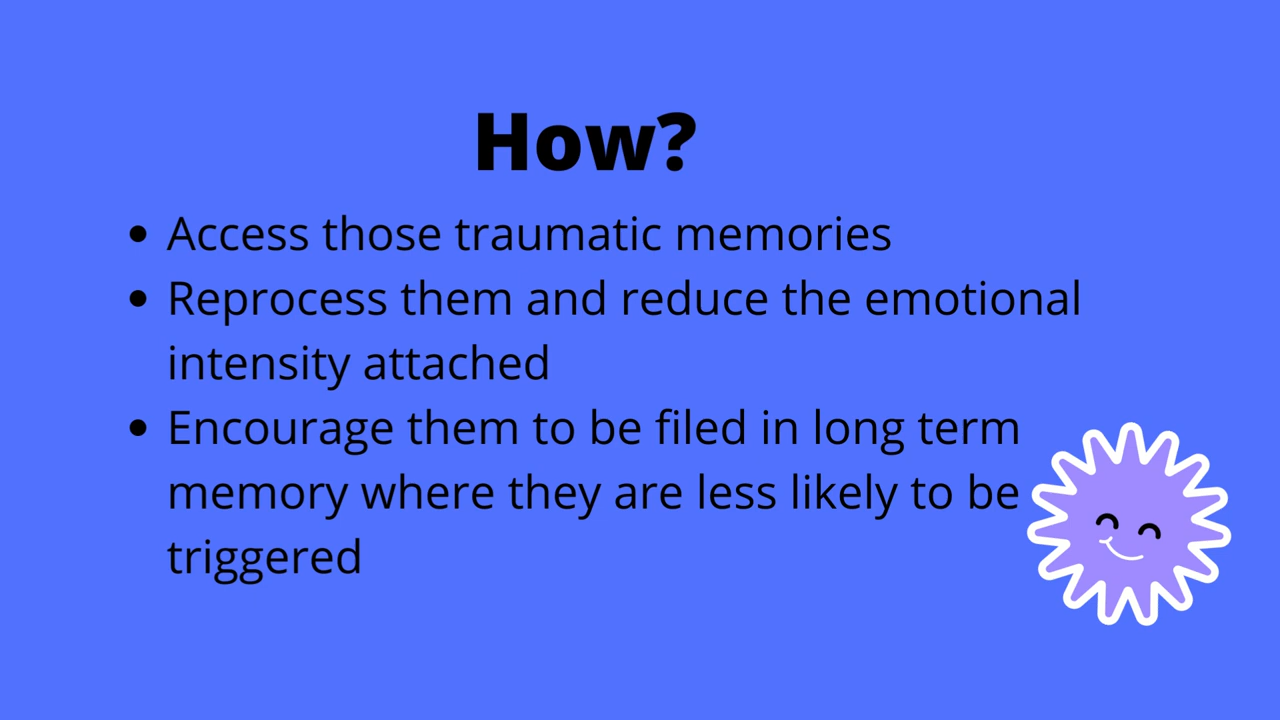 How?
• Access those traumatic memories
• Reprocess them and reduce the emotional
intensity attached
• Encourage them to be filed in long term
memory where they are less likely to be
triggered